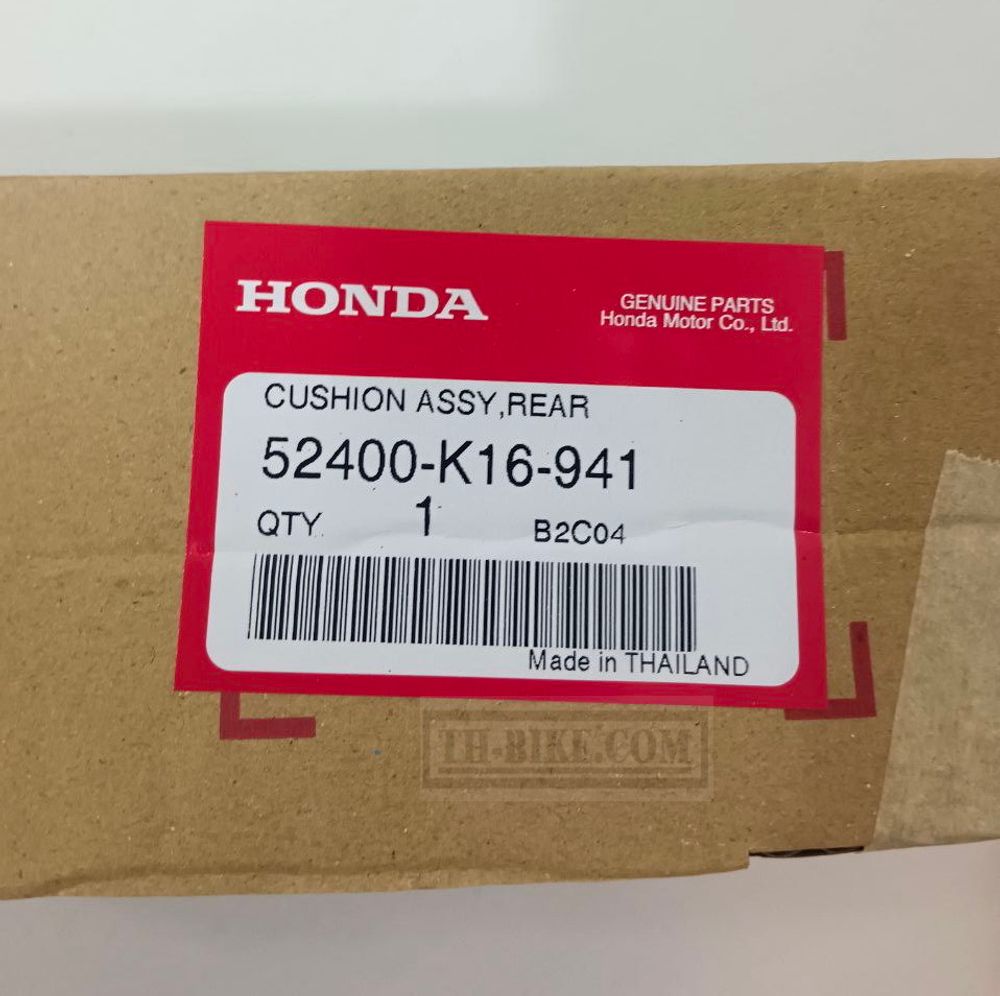 HONDA
GENUINE PARTS
Honda Motor Co., Ltd.
CUSHION ASSY,REAR
52400-K16-941
QTY. 1 B2C04
Made in THAILAND
TH-BIKE.COM